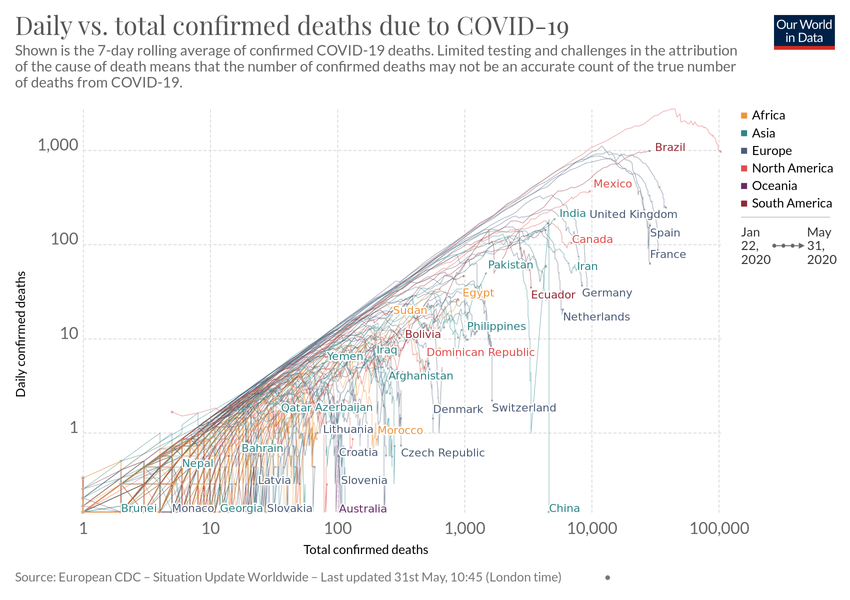 Daily vs. total confirmed deaths due to COVID-19
Our World
in Data
Shown is the 7-day rolling average of confirmed COVID-19 deaths. Limited testing and challenges in the attribution
of the cause of death means that the number of confirmed deaths may not be an accurate count of the true number
of deaths from COVID-19.
Africa
Asia
Europe
North America
Oceania
South America
Jan
22,
2020
May
31,
2020
Daily confirmed deaths
1,000
100
10
1
Brazil
Mexico
India
United Kingdom
Spain
Canada
France
Pakistan
Iran
Egypt
Ecuador
Germany
Sudan
Netherlands
Philippines
Bolivia
Yemen
Iraq
Dominican Republic
Afghanistan
Qatar
Azerbaijan
Denmark
Switzerland
Lithuania
Morocco
Bahrain
Croatia
Czech Republic
Nepal
Latvia
Slovenia
Brunei
Monaco
Georgia
Slovakia
Australia
China
1
10
100
1,000
10,000
100,000
Total confirmed deaths
Source: European CDC – Situation Update Worldwide – Last updated 31st May, 10:45 (London time)